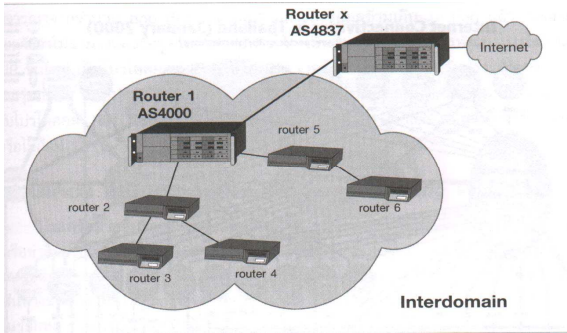 Router x
AS4837
Internet
Router 1
AS4000
router 5
router 2
router 6
router 3
router 4
Interdomain